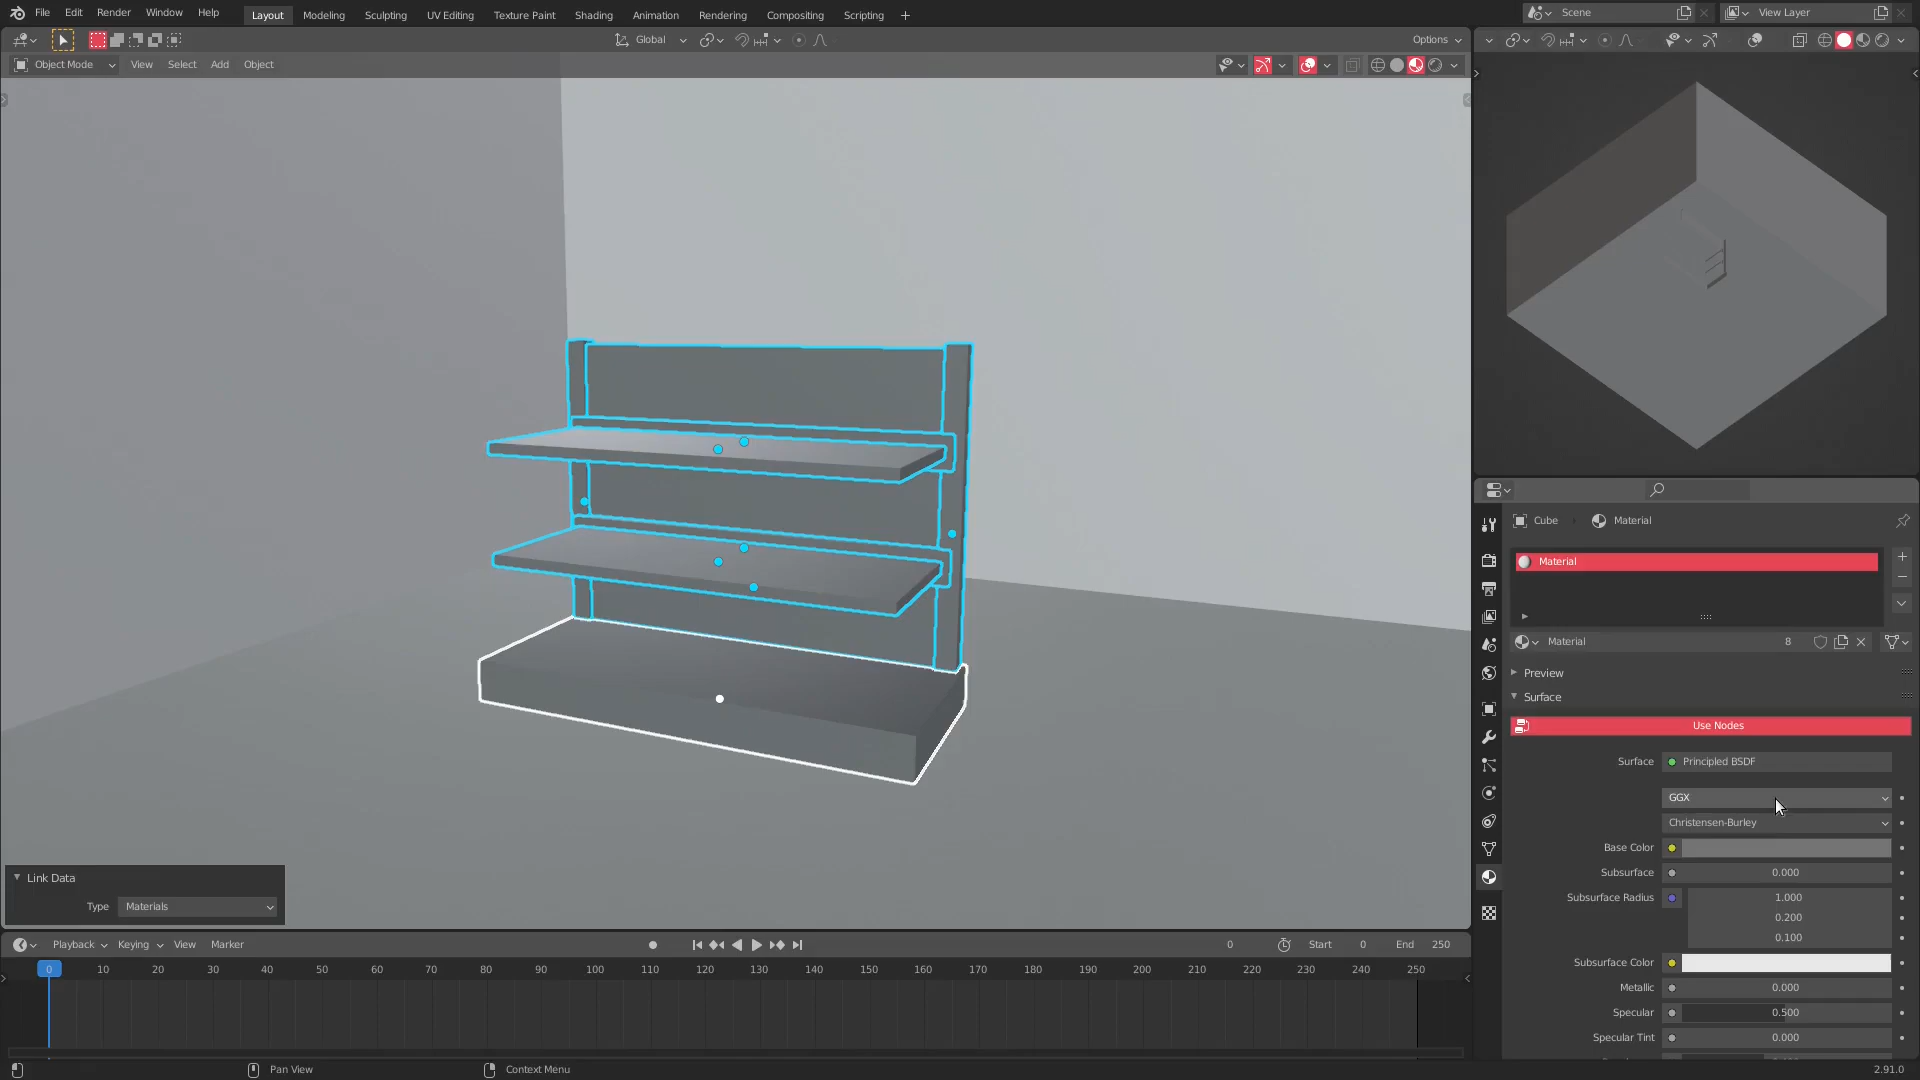 File Edit Render Window Help Layout Modeling Sculpting UV Editing Texture Paint Shading Animation Rendering Compositing Scripting +
Scene
View Layer
Global
Options
Object Mode View Select Add Object
Cube
Material
Material
Material 8
Preview
Surface
Use Nodes
Surface Principled BSDF
GGX
Christensen-Burley
Base Color
Subsurface 0.000
Subsurface Radius 1.000
0.200
0.100
Subsurface Color
Metallic 0.000
Specular 0.500
Specular Tint 0.000
Link Data
Type Materials
Playback Keying View Marker 0 Start 0 End 250
0 10 20 30 40 50 60 70 80 90 100 110 120 130 140 150 160 170 180 190 200 210 220 230 240 250
Pan View Context Menu 2.91.0